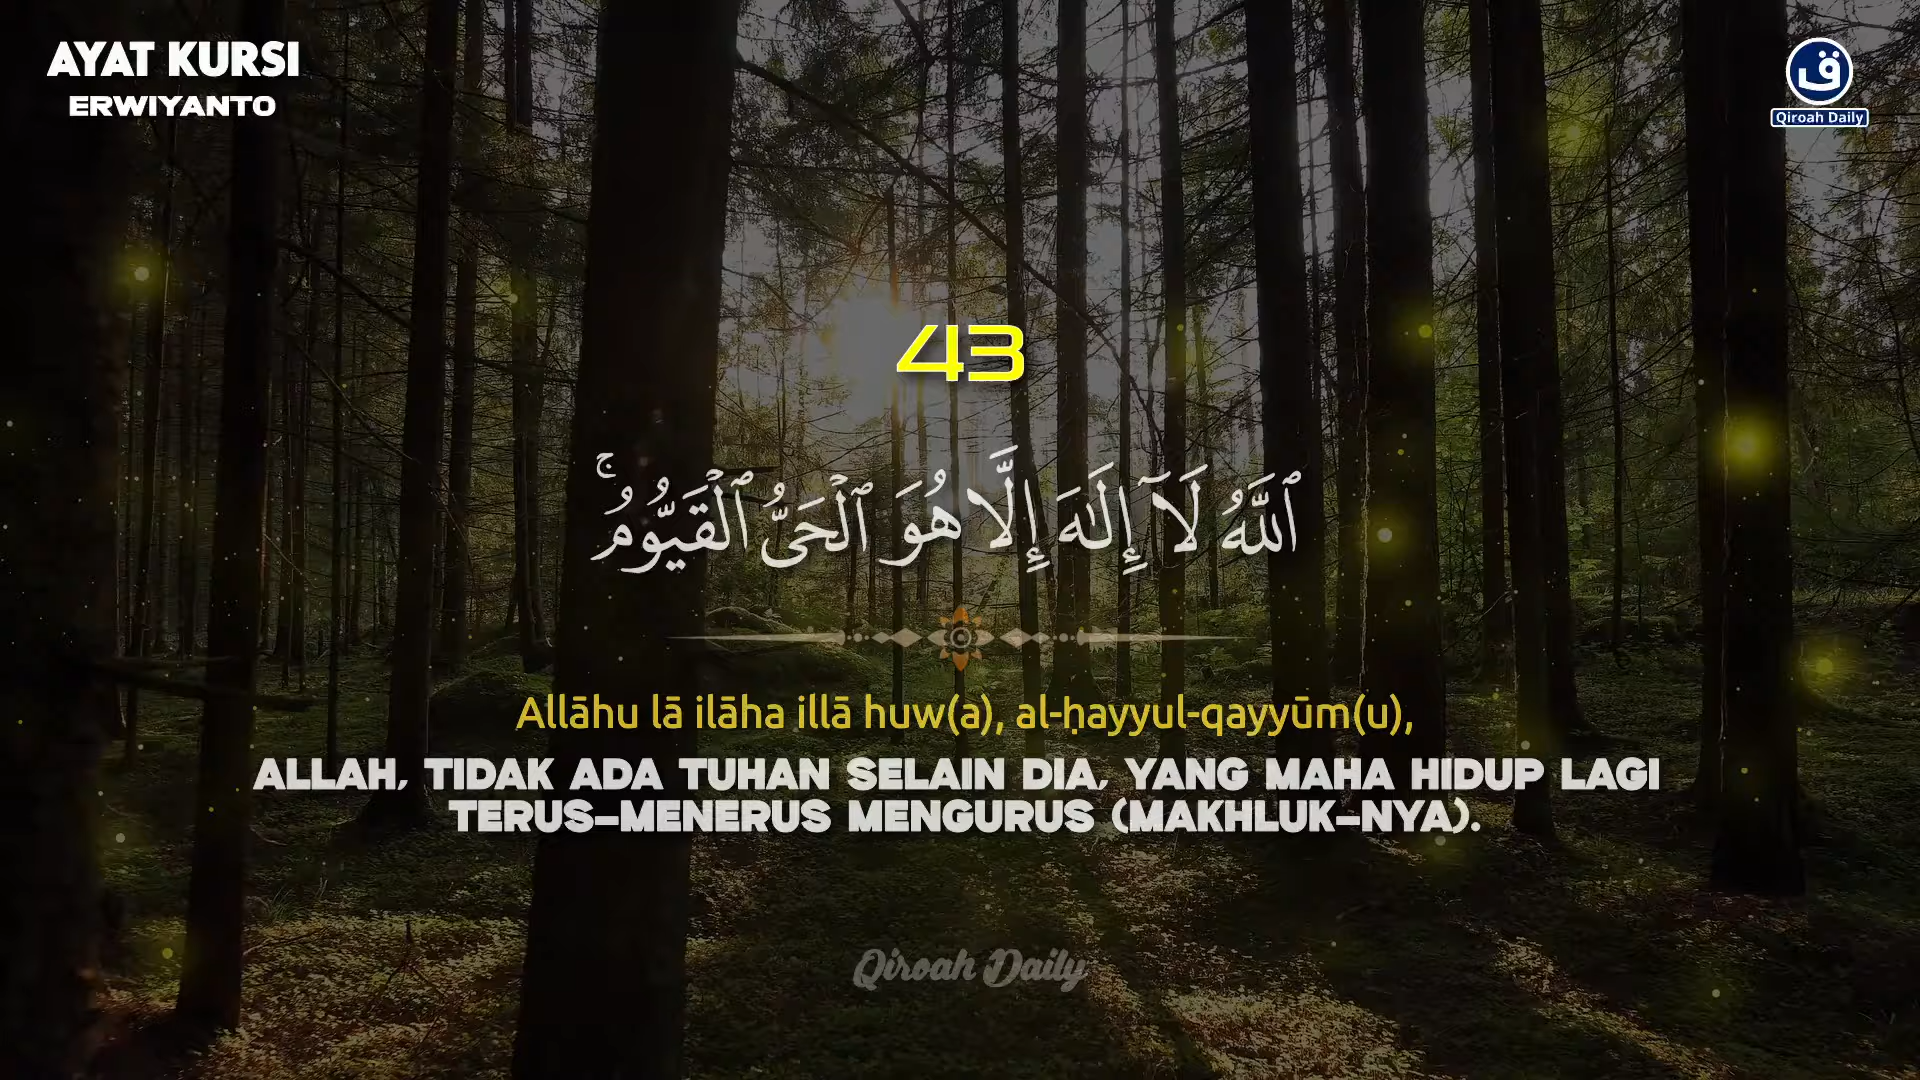 AYAT KURSI
ERWIYANTO
ق
Qiroah Daily
43
ٱللَّهُ لَآ إِلَٰهَ إِلَّا هُوَ ٱلْحَىُّ ٱلْقَيُّومُ ۚ
Allāhu lā ilāha illā huw(a), al-ḥayyul-qayyūm(u),
ALLAH, TIDAK ADA TUHAN SELAIN DIA, YANG MAHA HIDUP LAGI
TERUS-MENERUS MENGURUS (MAKHLUK-NYA).
Qiroah Daily